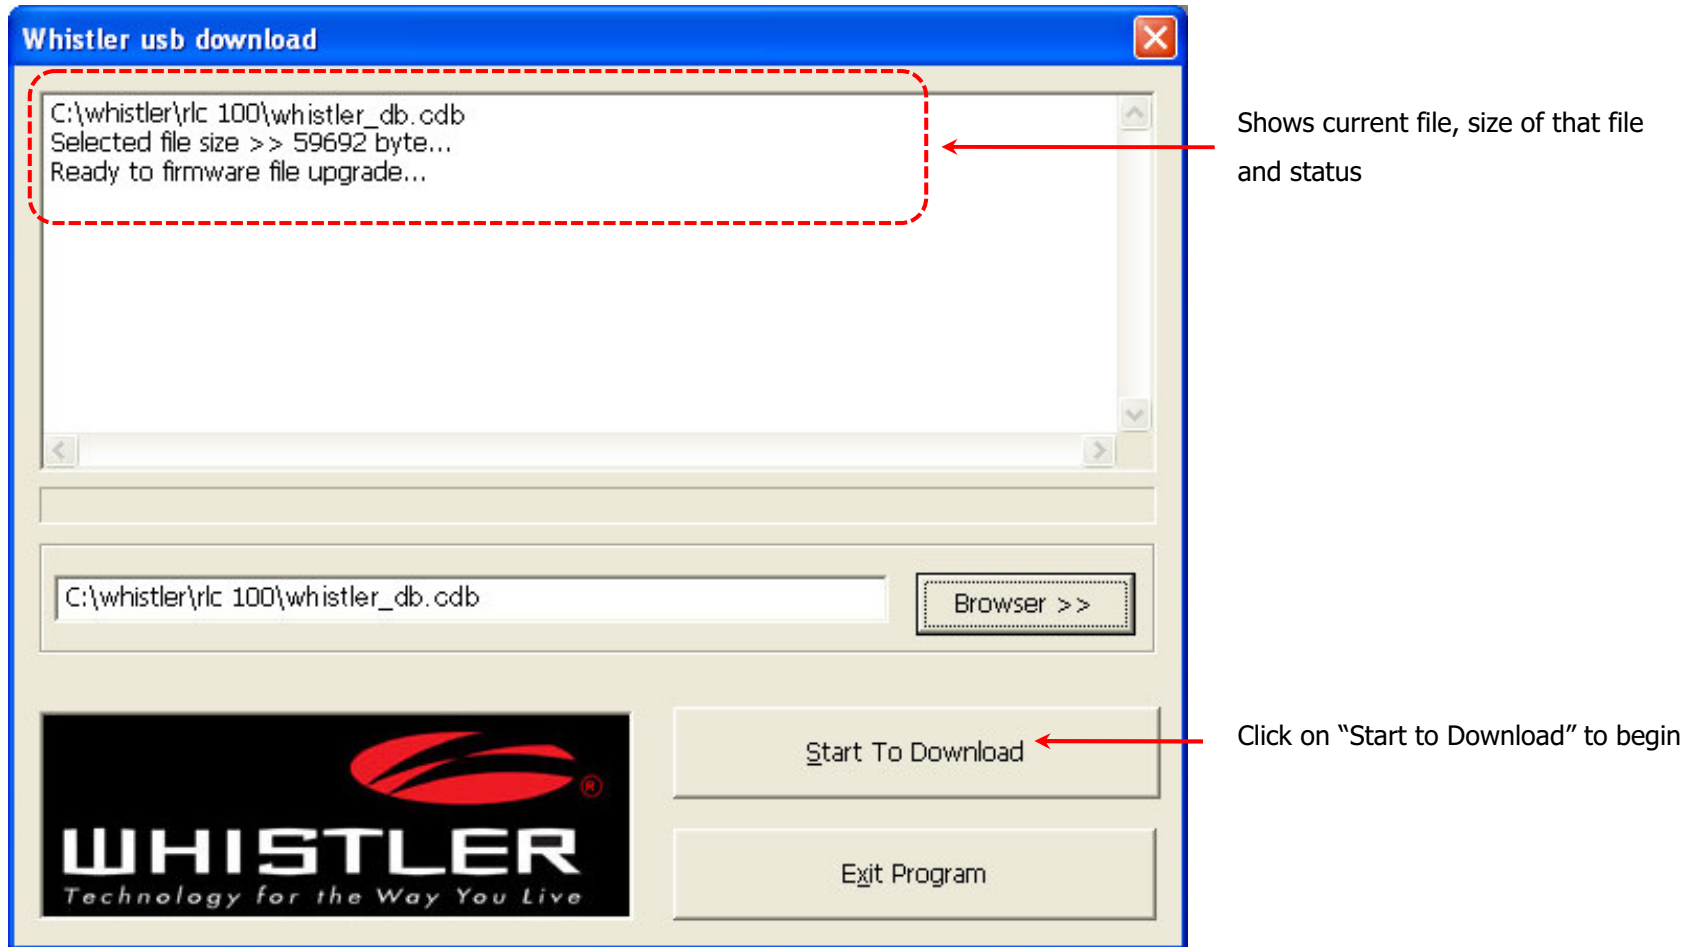 Whistler usb download
C:\whistler\rlc 100\whistler_db.cdb
Selected file size >> 59692 byte...
Ready to firmware file upgrade...
Shows current file, size of that file
and status
C:\whistler\rlc 100\whistler_db.cdb
Browser >>
Start To Download
Click on “Start to Download” to begin
Exit Program
WHISTLER®
Technology for the Way You Live